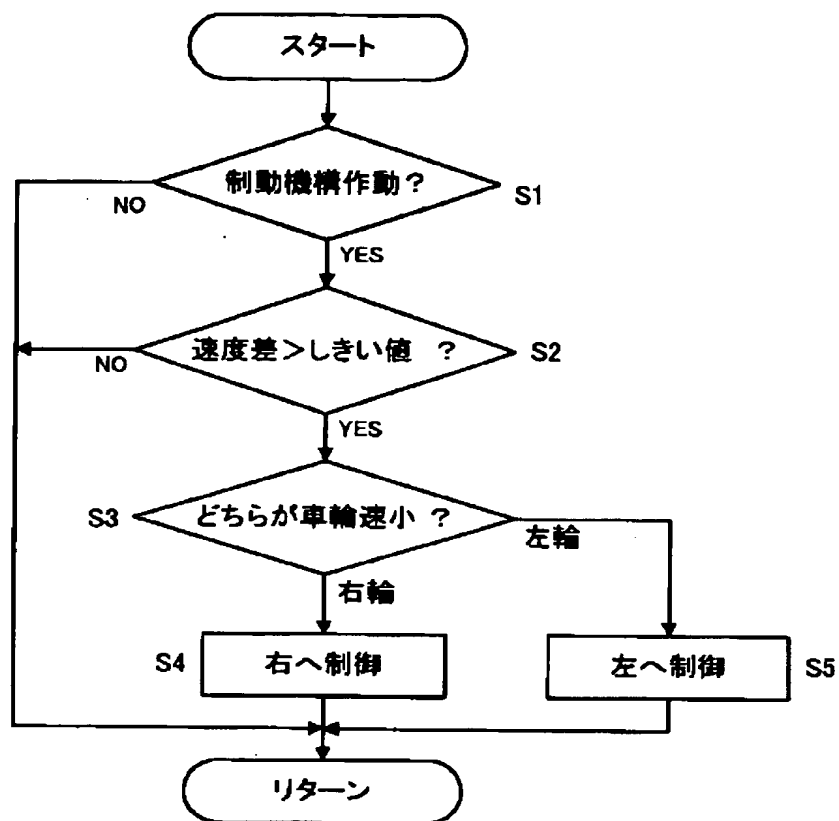 スタート
制動機構作動？
S1
NO
YES
速度差＞しきい値 ？
S2
NO
YES
S3
どちらが車輪速小 ？
左輪
右輪
S4
右へ制御
左へ制御
S5
リターン